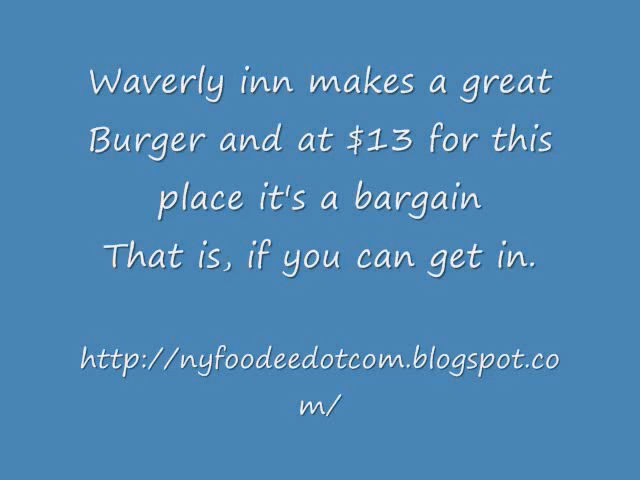 Waverly inn makes a great
Burger and at $13 for this
place it's a bargain
That is, if you can get in.
http://nyfoodeedotcom.blogspot.co
m/